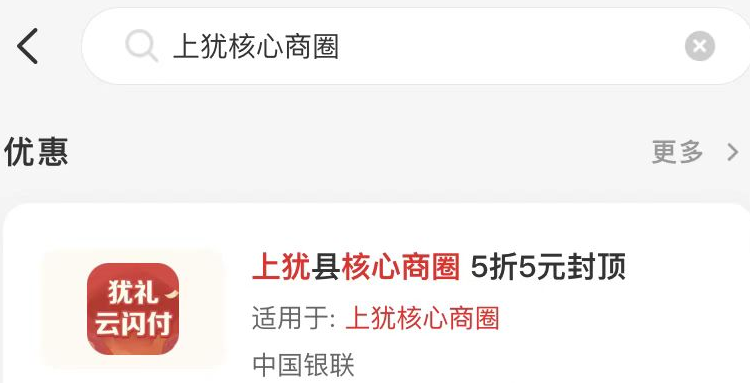 上犹核心商圈
优惠
更多
犹礼
云闪付
上犹县核心商圈 5折5元封顶
适用于: 上犹核心商圈
中国银联